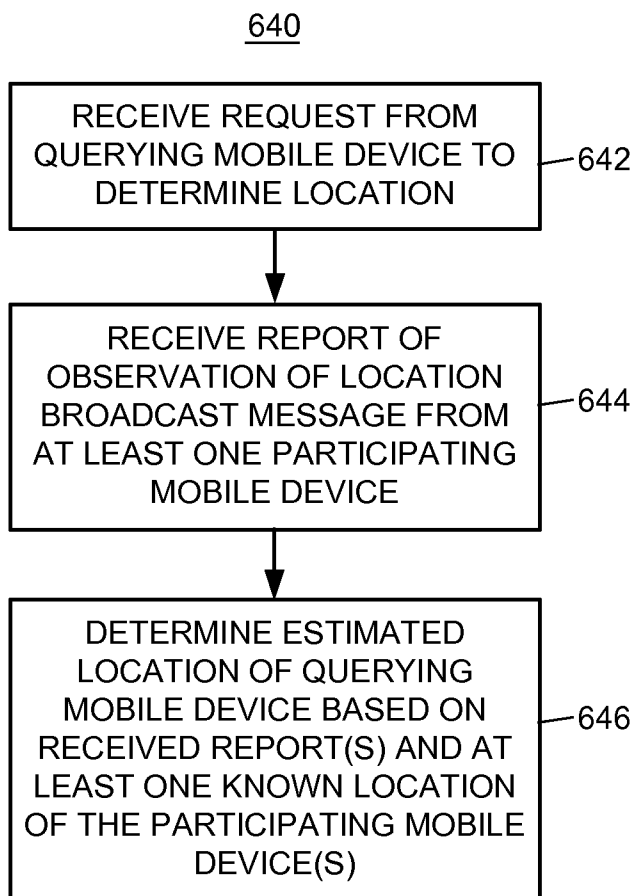 640
RECEIVE REQUEST FROM
QUERYING MOBILE DEVICE TO
DETERMINE LOCATION
642
RECEIVE REPORT OF
OBSERVATION OF LOCATION
BROADCAST MESSAGE FROM
AT LEAST ONE PARTICIPATING
MOBILE DEVICE
644
DETERMINE ESTIMATED
LOCATION OF QUERYING
MOBILE DEVICE BASED ON
RECEIVED REPORT(S) AND AT
LEAST ONE KNOWN LOCATION
OF THE PARTICIPATING MOBILE
DEVICE(S)
646